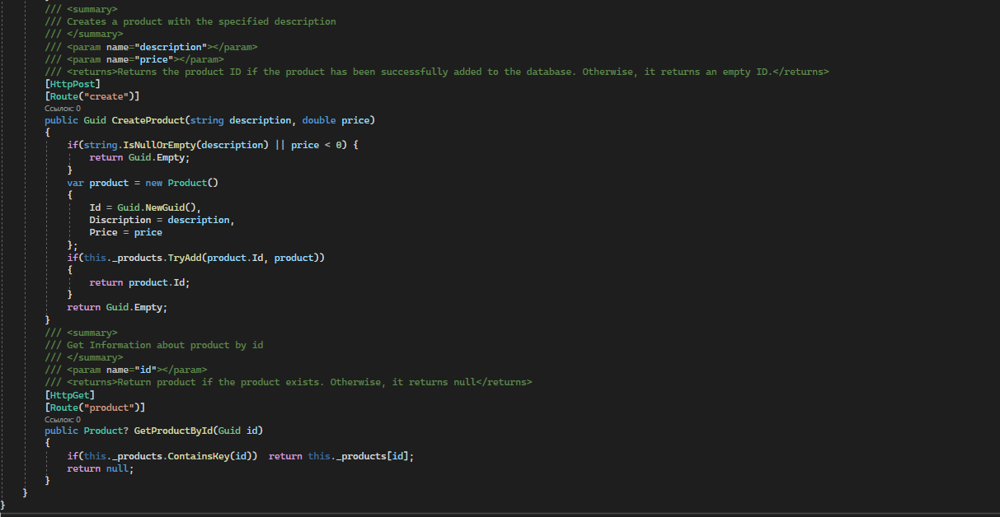 /// <summary>
/// Creates a product with the specified description
/// </summary>
/// <param name="description"></param>
/// <param name="price"></param>
/// <returns>Returns the product ID if the product has been successfully added to the database. Otherwise, it returns an empty ID.</returns>
[HttpPost]
[Route("create")]
Ссылок: 0
public Guid CreateProduct(string description, double price)
{
if(string.IsNullOrEmpty(description) || price < 0) {
return Guid.Empty;
}
var product = new Product()
{
Id = Guid.NewGuid(),
Discription = description,
Price = price
};
if(this._products.TryAdd(product.Id, product))
{
return product.Id;
}
return Guid.Empty;
}
/// <summary>
/// Get Information about product by id
/// </summary>
/// <param name="id"></param>
/// <returns>Return product if the product exists. Otherwise, it returns null</returns>
[HttpGet]
[Route("product")]
Ссылок: 0
public Product? GetProductById(Guid id)
{
if(this._products.ContainsKey(id))  return this._products[id];
return null;
}
}
}